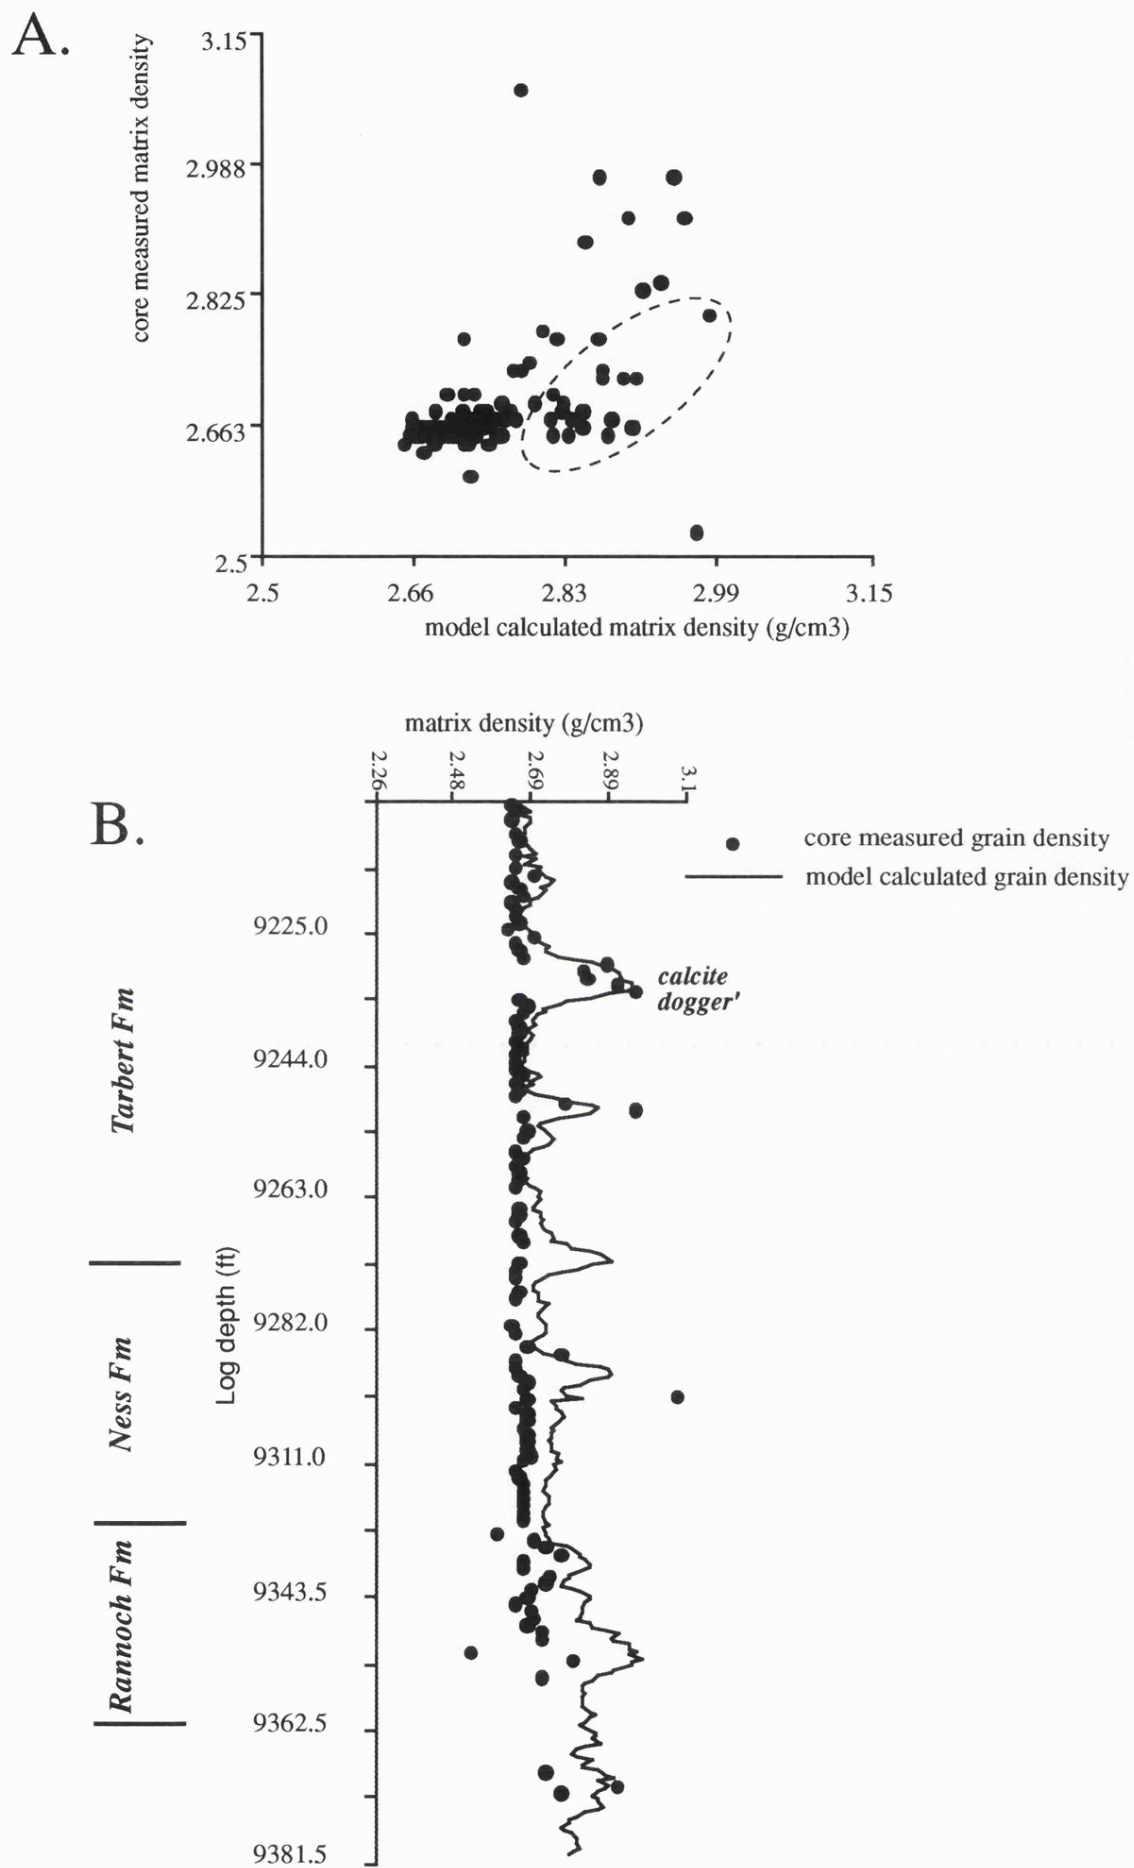 A.
core measured matrix density
3.15
2.988
2.825
2.663
2.5
2.5 2.66 2.83 2.99 3.15
model calculated matrix density (g/cm3)
B.
matrix density (g/cm3)
2.26 2.48 2.69 2.89 3.1
core measured grain density
model calculated grain density
calcite
dogger'
Log depth (ft)
9225.0
9244.0
9263.0
9282.0
9311.0
9343.5
9362.5
9381.5
Tarbert Fm
Ness Fm
Rannoch Fm